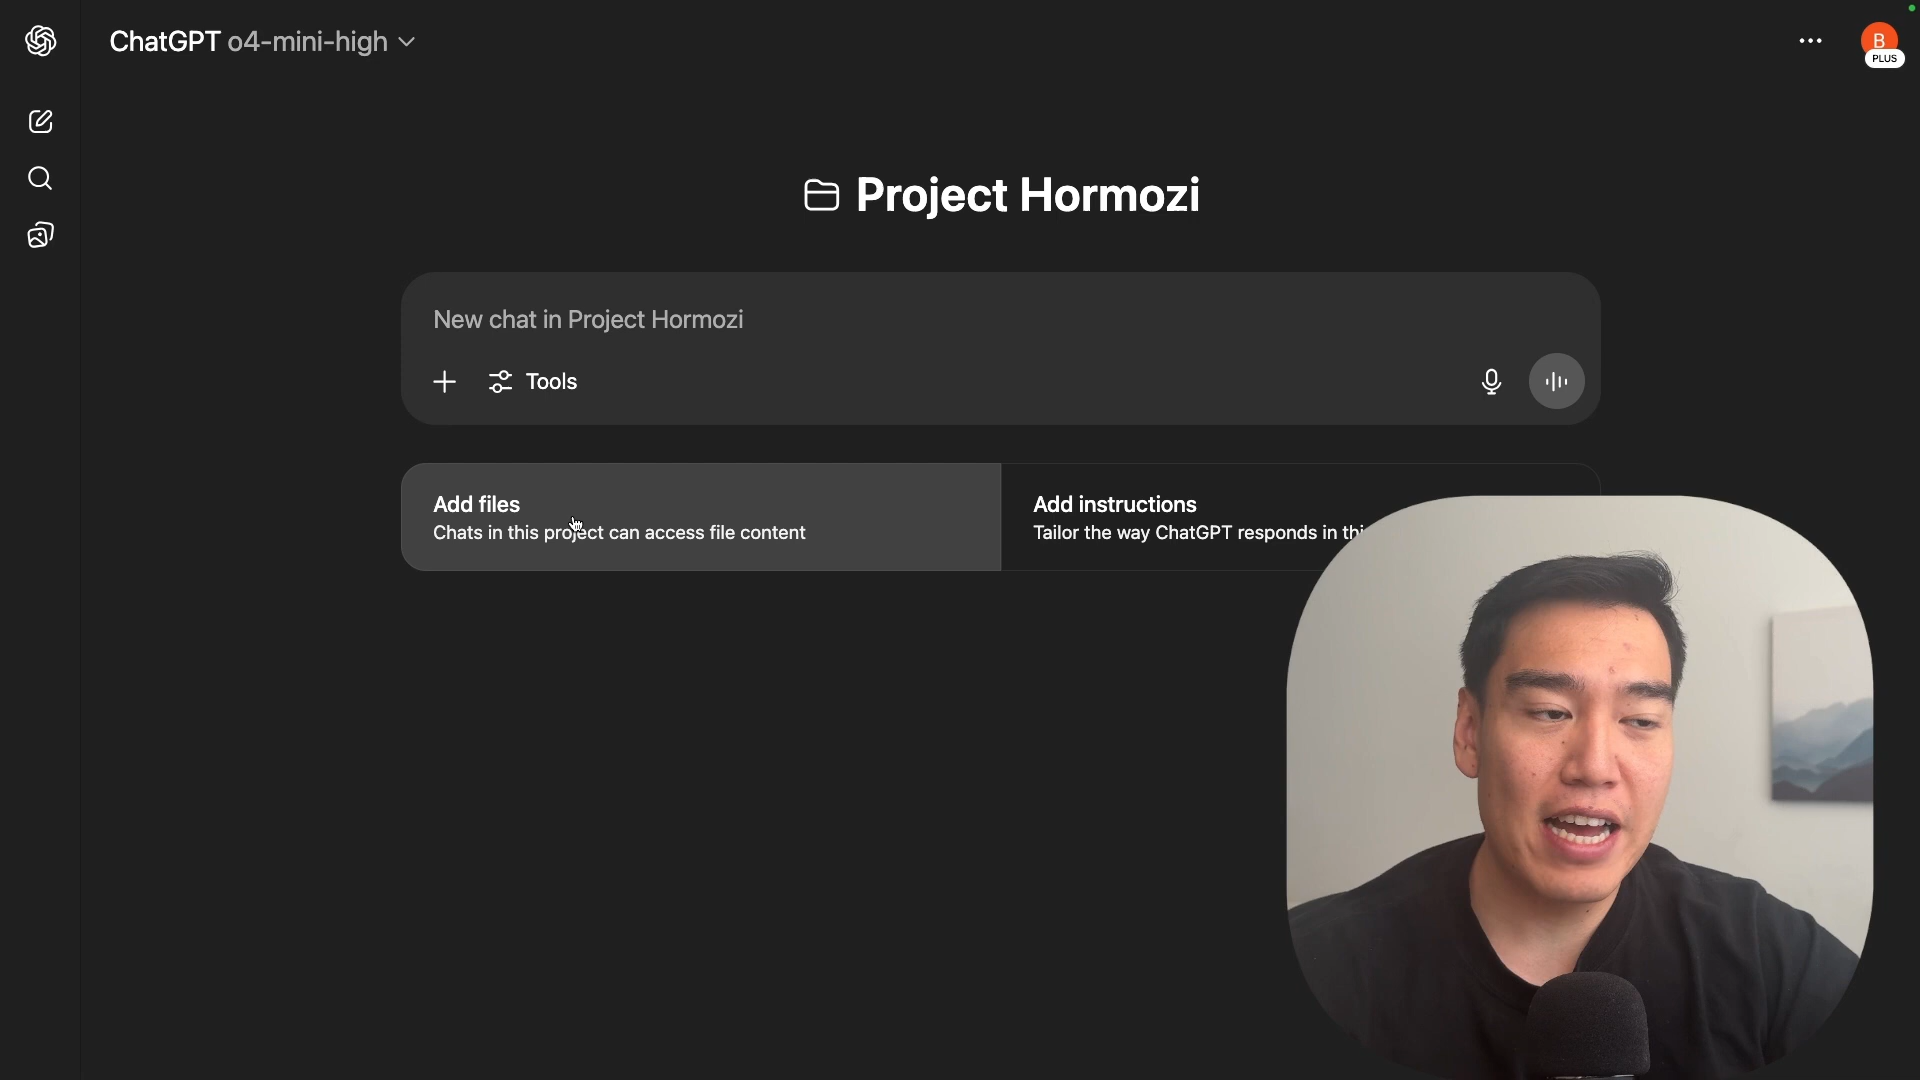 ChatGPT o4-mini-high
B
PLUS
Project Hormozi
New chat in Project Hormozi
Tools
Add files
Chats in this project can access file content
Add instructions
Tailor the way ChatGPT responds in